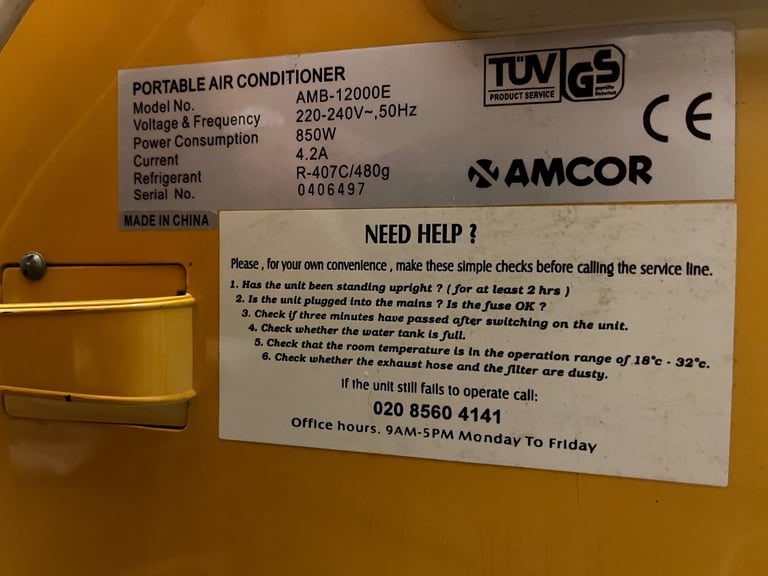 PORTABLE AIR CONDITIONER
Model No. AMB-12000E
Voltage & Frequency 220-240V~,50Hz
Power Consumption 850W
Current 4.2A
Refrigerant R-407C/480g
Serial No. 0406497
TÜV
PRODUCT SERVICE
GS
geprüfte
Sicherheit
CE
AMCOR
MADE IN CHINA
NEED HELP ?
Please , for your own convenience , make these simple checks before calling the service line.
1. Has the unit been standing upright ? ( for at least 2 hrs )
2. Is the unit plugged into the mains ? Is the fuse OK ?
3. Check if three minutes have passed after switching on the unit.
4. Check whether the water tank is full.
5. Check that the room temperature is in the operation range of 18°c - 32°c.
6. Check whether the exhaust hose and the filter are dusty.
If the unit still fails to operate call:
020 8560 4141
Office hours. 9AM-5PM Monday To Friday